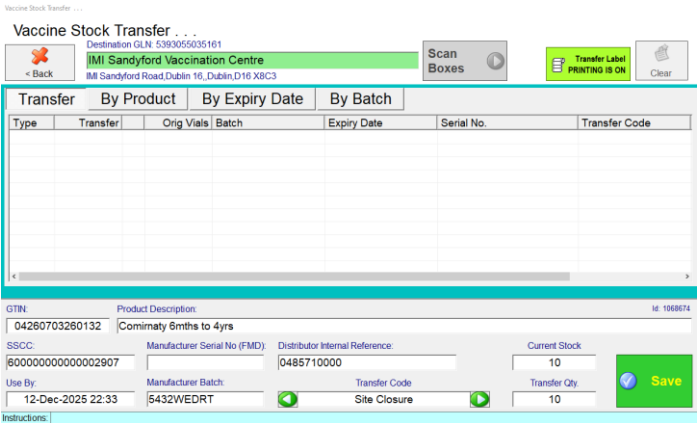 Vaccine Stock Transfer . . .
Vaccine Stock Transfer . . .
Destination GLN: 5393055035161
IMI Sandyford Vaccination Centre
IMI Sandyford Road,Dublin 16,,Dublin,D16 X8C3
< Back
Scan
Boxes
Transfer Label
PRINTING IS ON
Clear
Transfer By Product By Expiry Date By Batch
Type Transfer Orig Vials Batch Expiry Date Serial No. Transfer Code
GTIN: Product Description: Id: 1068674
04260703260132 Comirnaty 6mths to 4yrs
SSCC: Manufacturer Serial No (FMD): Distributor Internal Reference: Current Stock
600000000000002907 0485710000 10
Use By: Manufacturer Batch: Transfer Code Transfer Qty.
12-Dec-2025 22:33 5432WEDRT Site Closure 10
Save
Instructions: